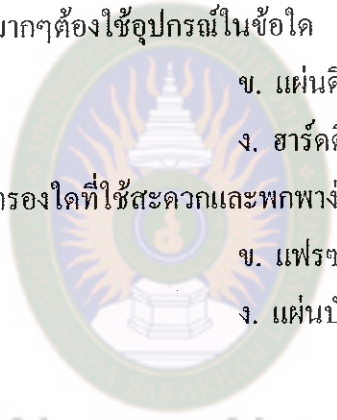 มากๆต้องใช้อุปกรณ์ในข้อใด
ข. แผ่นดิ
ง. ฮาร์ดดิ
ารองใดที่ใช้สะดวกและพกพาง่
ข. แฟรช
ง. แผ่นบั